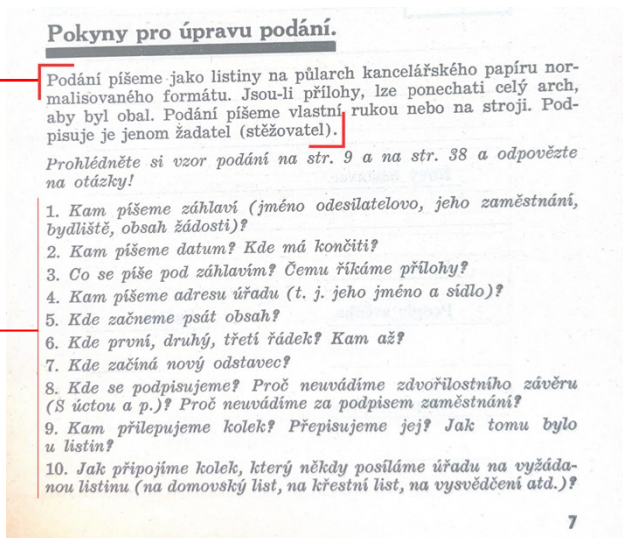 Pokyny pro úpravu podání.
Podání píšeme jako listiny na půlarch kancelářského papíru nor-
malisovaného formátu. Jsou-li přílohy, lze ponechati celý arch,
aby byl obal. Podání píšeme vlastní rukou nebo na stroji. Pod-
pisuje je jenom žadatel (stěžovatel).
Prohlédněte si vzor podání na str. 9 a na str. 38 a odpovězte
na otázky!
1. Kam píšeme záhlaví (jméno odesilatelovo, jeho zaměstnání,
bydliště, obsah žádosti)?
2. Kam píšeme datum? Kde má končiti?
3. Co se píše pod záhlavím? Čemu říkáme přílohy?
4. Kam píšeme adresu úřadu (t. j. jeho jméno a sídlo)?
5. Kde začneme psát obsah?
6. Kde první, druhý, třetí řádek? Kam až?
7. Kde začíná nový odstavec?
8. Kde se podpisujeme? Proč neuvádíme zdvořilostního závěru
(S úctou a p.)? Proč neuvádíme za podpisem zaměstnání?
9. Kam přilepujeme kolek? Přepisujeme jej? Jak tomu bylo
u listin?
10. Jak připojíme kolek, který někdy posíláme úřadu na vyžáda-
nou listinu (na domovský list, na křestní list, na vysvědčení atd.)?
7